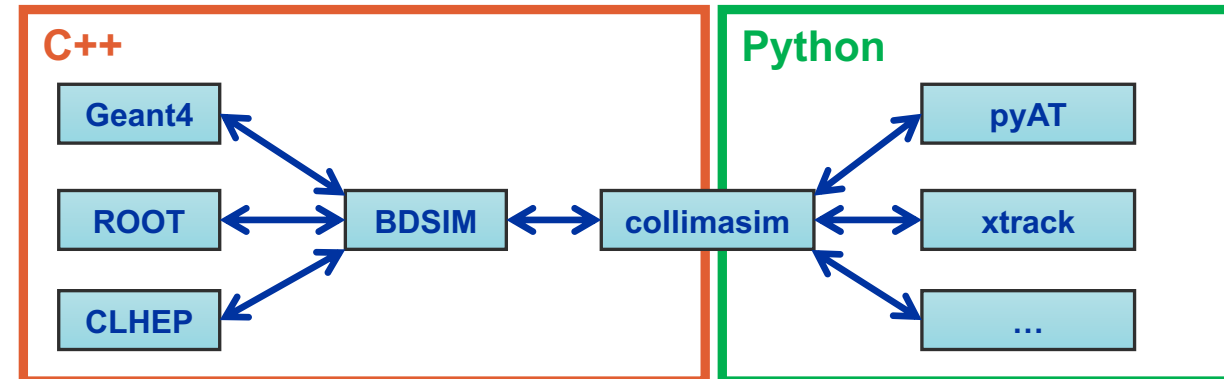 C++
Python
Geant4
pyAT
ROOT
BDSIM
collimasim
xtrack
CLHEP
…